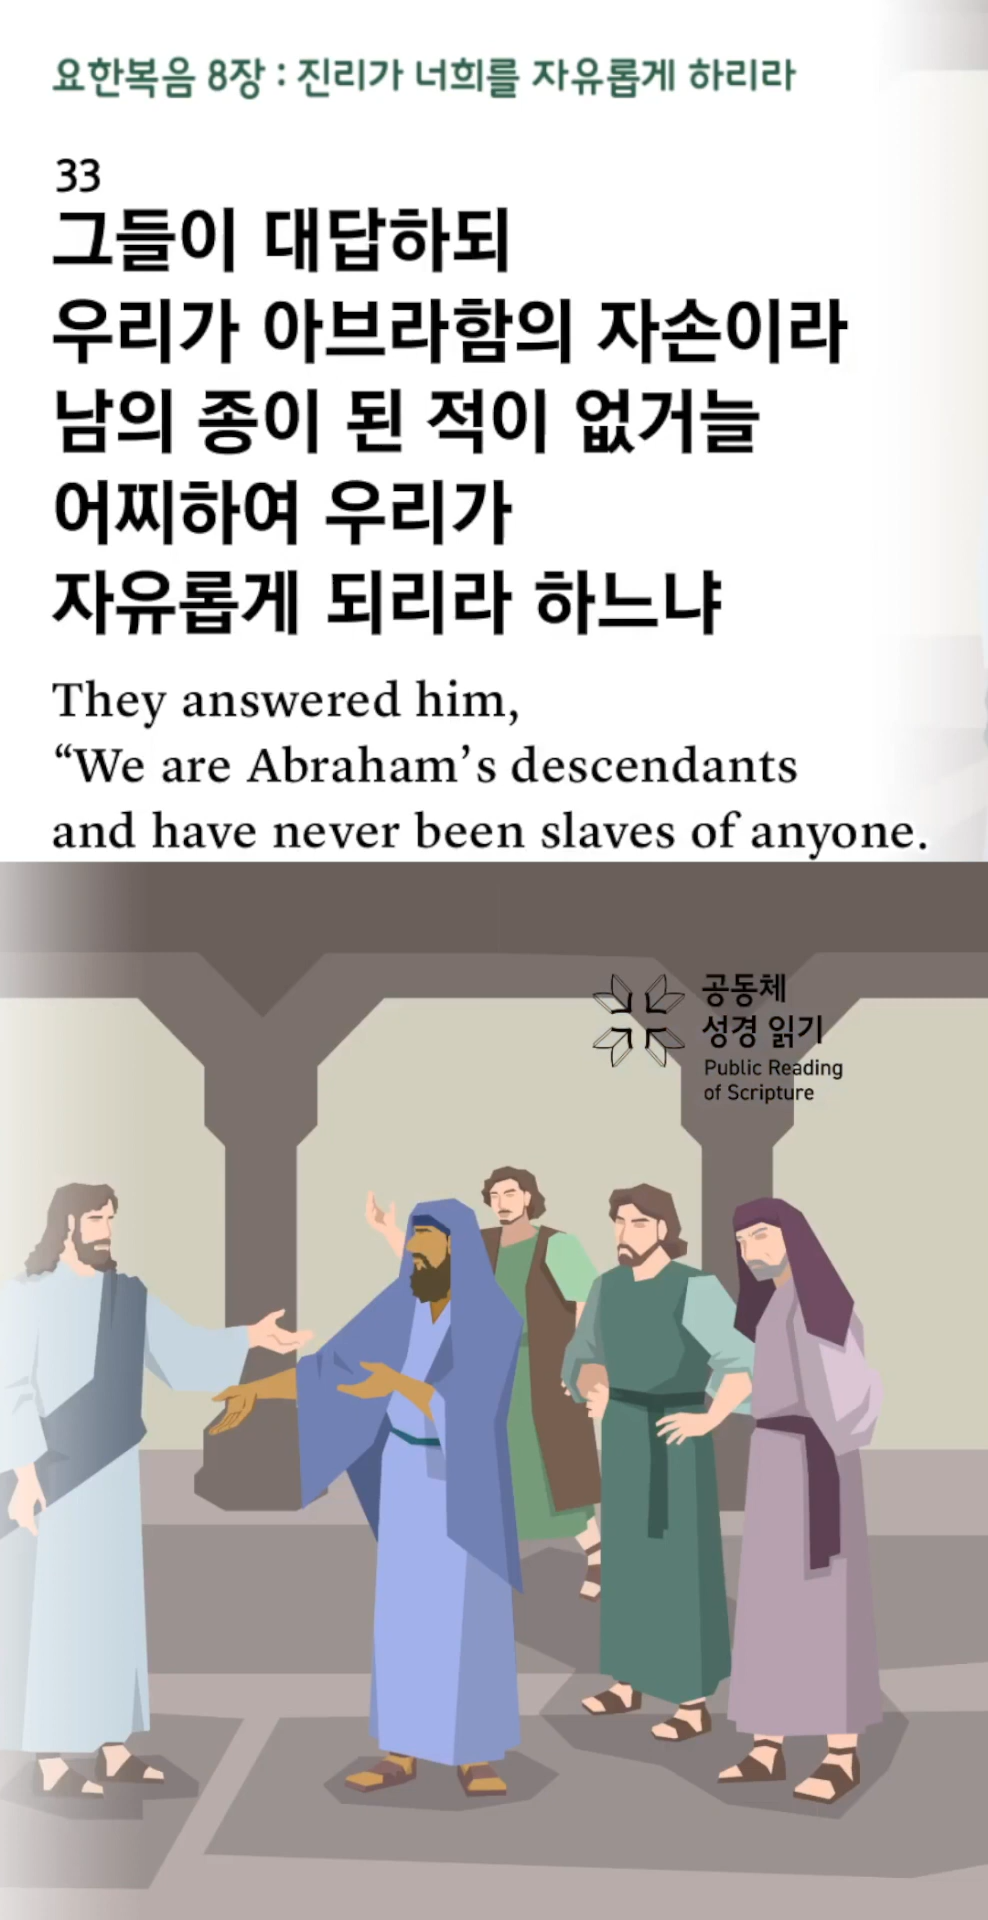 요한복음 8장 : 진리가 너희를 자유롭게 하리라
33
그들이 대답하되
우리가 아브라함의 자손이라
남의 종이 된 적이 없거늘
어찌하여 우리가
자유롭게 되리라 하느냐
They answered him,
“We are Abraham’s descendants
and have never been slaves of anyone.
공동체
성경 읽기
Public Reading
of Scripture